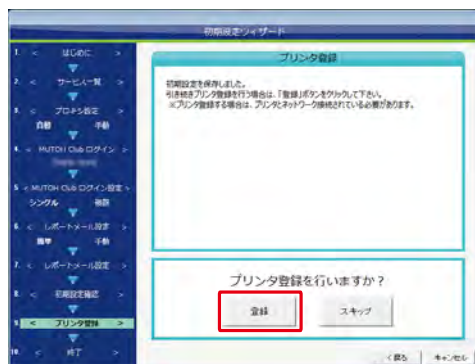 初期設定ウィザード
1. < はじめに >
2. < サービス一覧 >
3. < プロキシ設定 >
自動 手動
4. < MUTOH Club ログイン >
5. < MUTOH Club ログイン設定 >
シングル 複数
6. < レポートメール設定 >
簡単 手動
7. < レポートメール設定 >
8. < 初期設定確認 >
9. < プリンタ登録 >
10. < 終了 >
プリンタ登録
初期設定を保存しました。
引き続きプリンタ登録を行う場合は、「登録」ボタンをクリックして下さい。
※プリンタ登録する場合は、プリンタとネットワーク接続されている必要があります。
プリンタ登録を行いますか？
登録 スキップ
< 戻る キャンセル